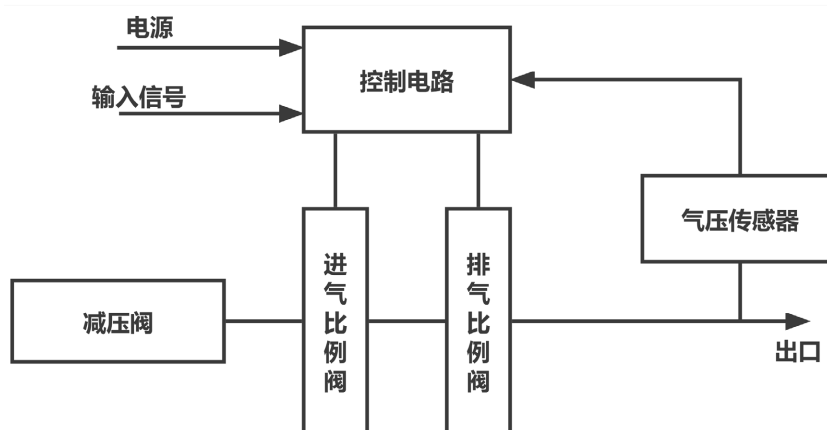 电源
控制电路
输入信号
气压传感器
进气比例阀
排气比例阀
减压阀
出口